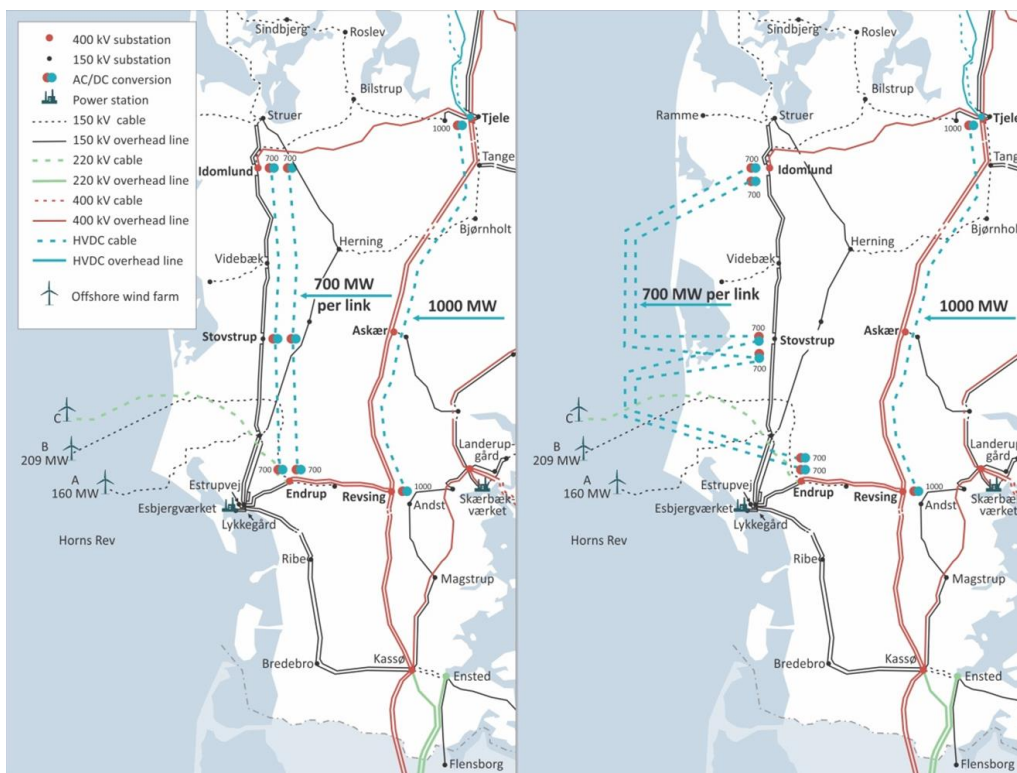 400 kV substation
150 kV substation
AC/DC conversion
Power station
150 kV cable
150 kV overhead line
220 kV cable
220 kV overhead line
400 kV cable
400 kV overhead line
HVDC cable
HVDC overhead line
Offshore wind farm
Sindbjerg
Roslev
Bilstrup
Struer
1000
Tjele
Tange
700
700
Idomlund
Bjørnholt
Herning
Videbæk
700 MW
per link
1000 MW
Stovstrup
Askær
C
B
209 MW
A
160 MW
Landerup-
gård
700
700
Estrupvej
Endrup
Revsing
1000
Skærbæk-
værket
Esbjergværket
Andst
Lykkegård
Horns Rev
Ribe
Magstrup
Bredebro
Kassø
Ensted
Flensborg
Sindbjerg
Roslev
Bilstrup
Ramme
Struer
1000
Tjele
Tange
700
Idomlund
700
Bjørnholt
Herning
Videbæk
700 MW per link
1000 MW
700
Stovstrup
700
Askær
C
B
209 MW
A
160 MW
Landerup
gård
700
700
Estrupvej
Endrup
Revsing
1000
Skærbæ
værket
Esbjergværket
Andst
Lykkegård
Horns Rev
Ribe
Magstrup
Bredebro
Kassø
Ensted
Flensborg